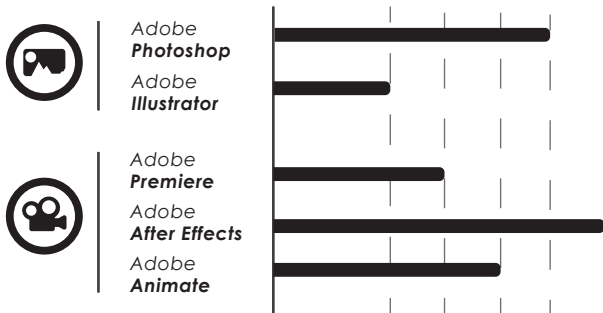 Adobe
Photoshop
Adobe
Illustrator
Adobe
Premiere
Adobe
After Effects
Adobe
Animate